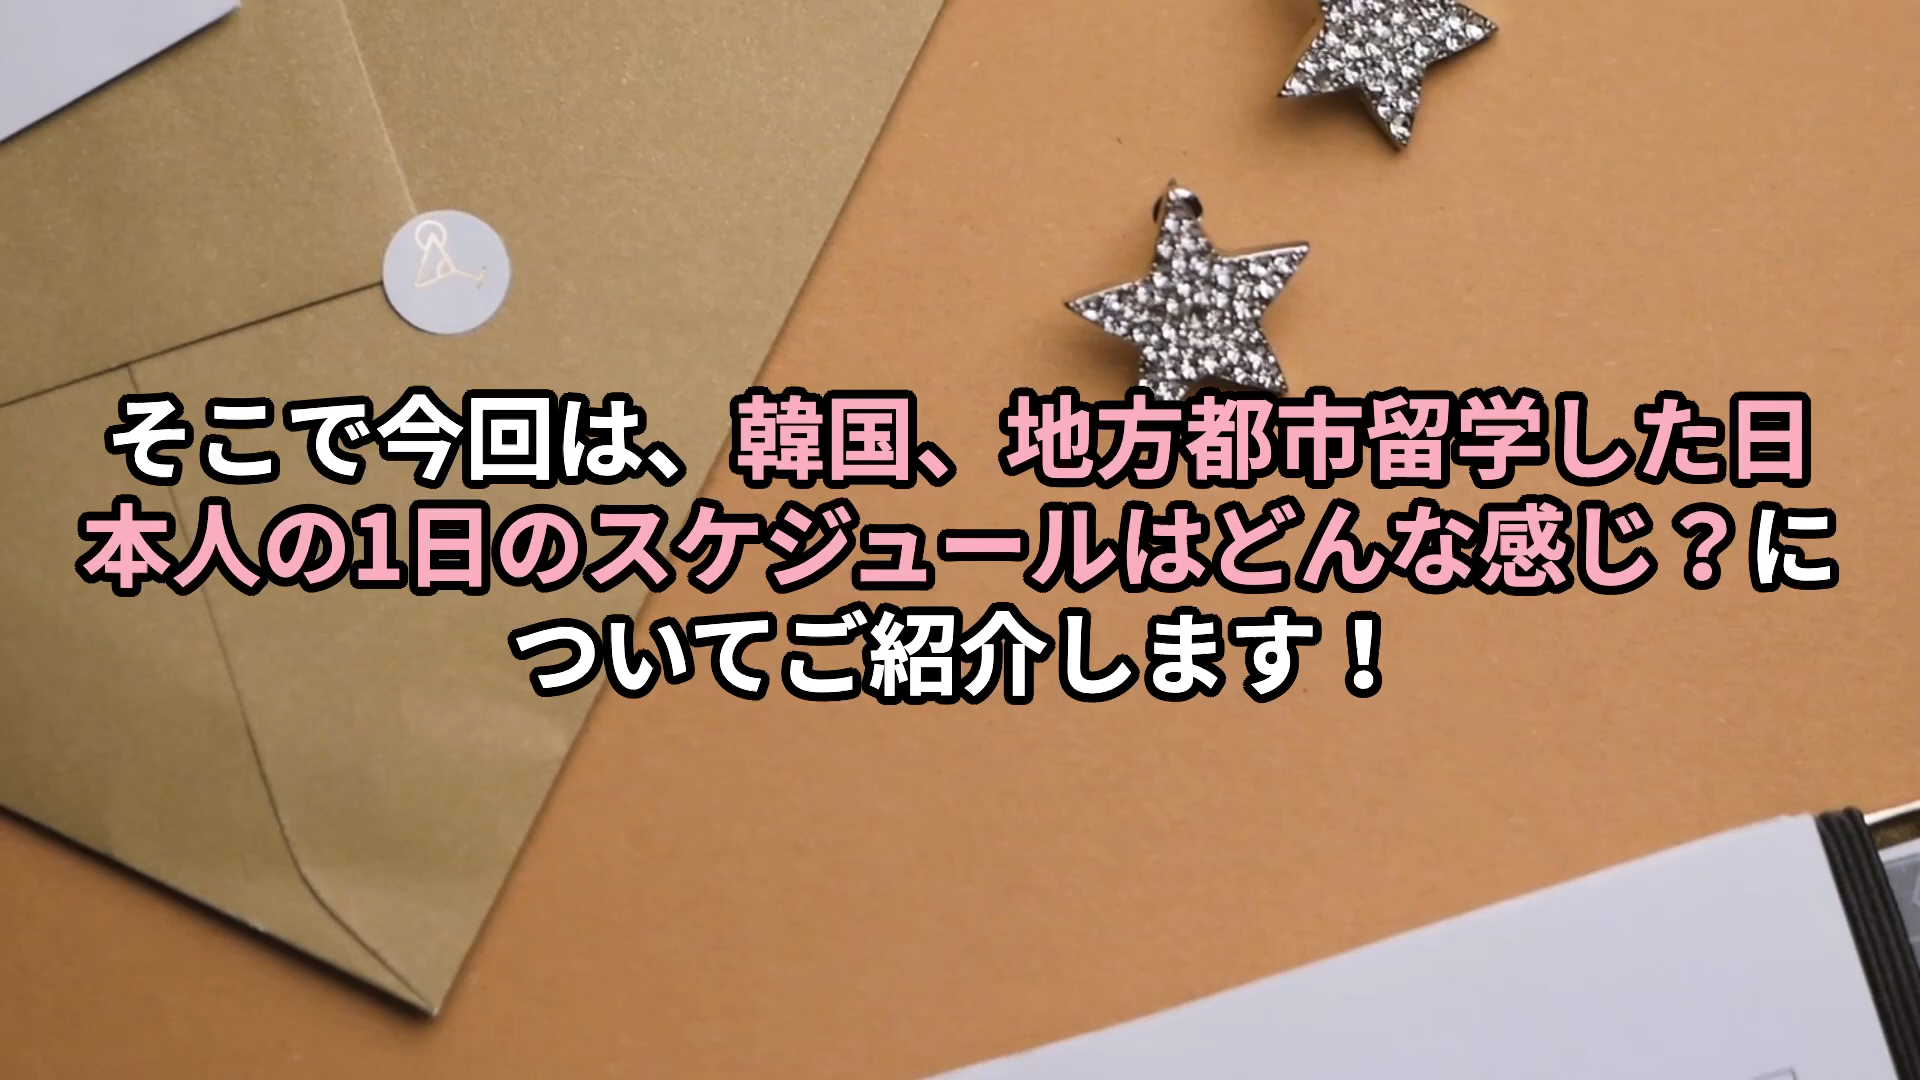 そこで今回は、韓国、地方都市留学した日
本人の1日のスケジュールはどんな感じ？に
ついてご紹介します！